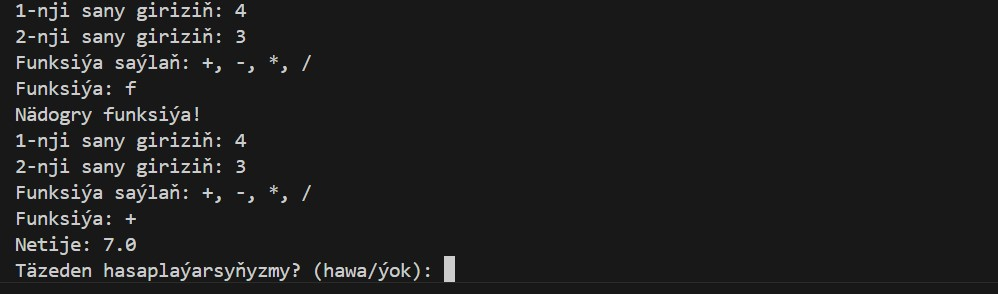 1-nji sany giriziň: 4
2-nji sany giriziň: 3
Funksiýa saýlaň: +, -, *, /
Funksiýa: f
Nädogry funksiýa!
1-nji sany giriziň: 4
2-nji sany giriziň: 3
Funksiýa saýlaň: +, -, *, /
Funksiýa: +
Netije: 7.0
Täzeden hasaplaýarsyňyzmy? (hawa/ýok):